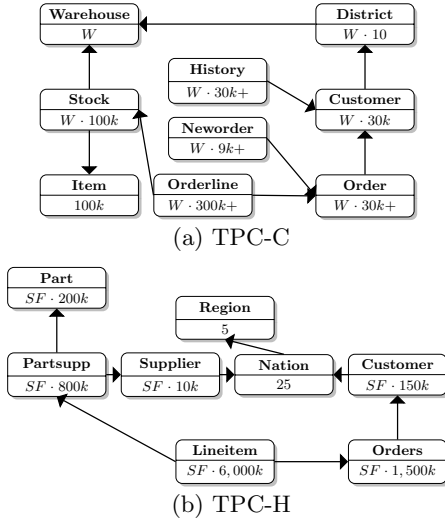 Warehouse
W
District
W · 10
History
W · 30k+
Stock
W · 100k
Customer
W · 30k
Neworder
W · 9k+
Item
100k
Orderline
W · 300k+
Order
W · 30k+
(a) TPC-C
Part
SF · 200k
Region
5
Partsupp
SF · 800k
Supplier
SF · 10k
Nation
25
Customer
SF · 150k
Lineitem
SF · 6,000k
Orders
SF · 1,500k
(b) TPC-H